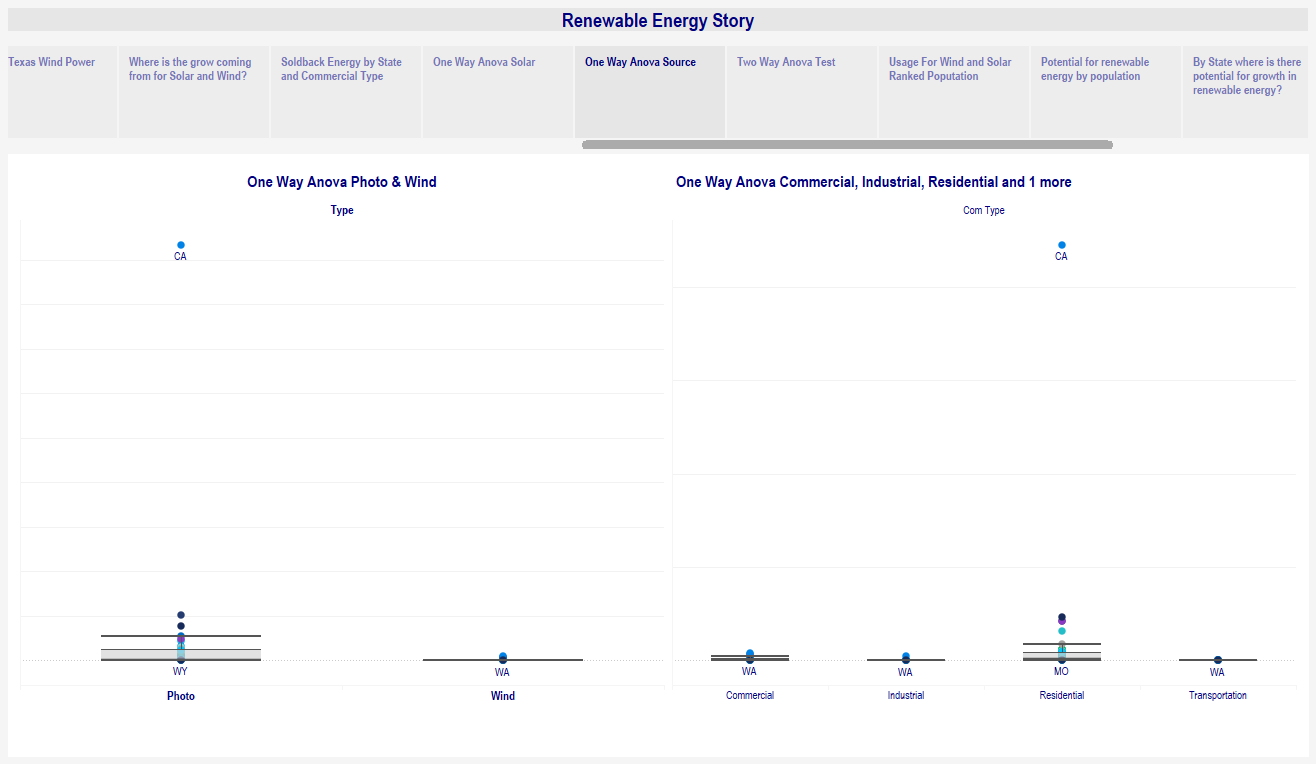 Renewable Energy Story
Texas Wind Power
Where is the grow coming
from for Solar and Wind?
Soldback Energy by State
and Commercial Type
One Way Anova Solar
One Way Anova Source
Two Way Anova Test
Usage For Wind and Solar
Ranked Poputation
Potential for renewable
energy by population
By State where is there
potential for growth in
renewable energy?
One Way Anova Photo & Wind
Type
CA
WY
WA
Photo
Wind
One Way Anova Commercial, Industrial, Residential and 1 more
Com Type
CA
WA
WA
MO
WA
Commercial
Industrial
Residential
Transportation